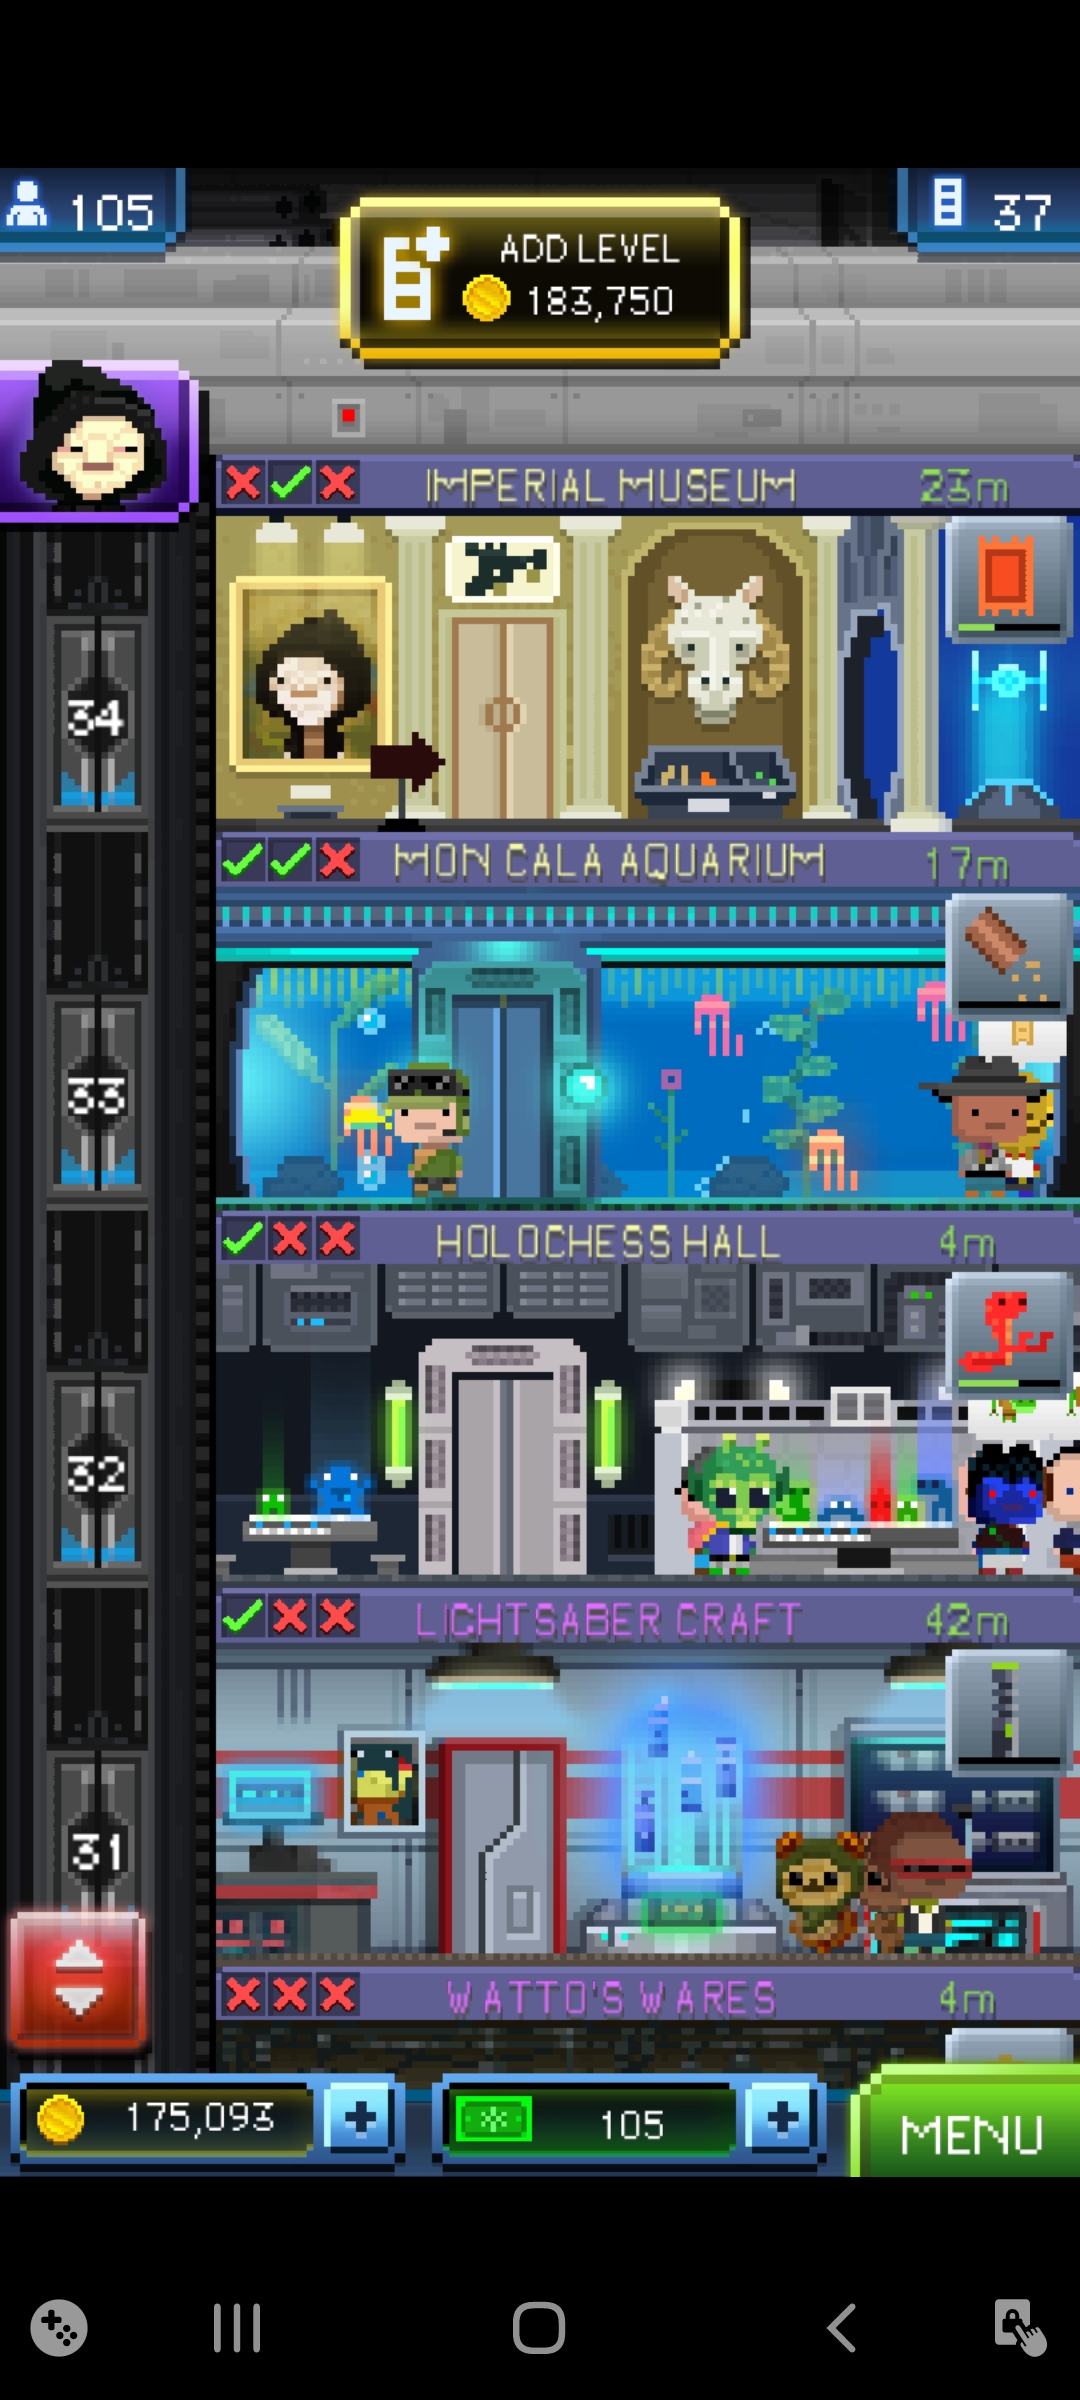 105
37
ADD LEVEL
183,750
IMPERIAL MUSEUM 23m
34
MON CALA AQUARIUM 17m
33
HOLOCHESS HALL 4m
32
LIGHTSABER CRAFT 42m
31
WATTO'S WARES 4m
175,093
105
MENU